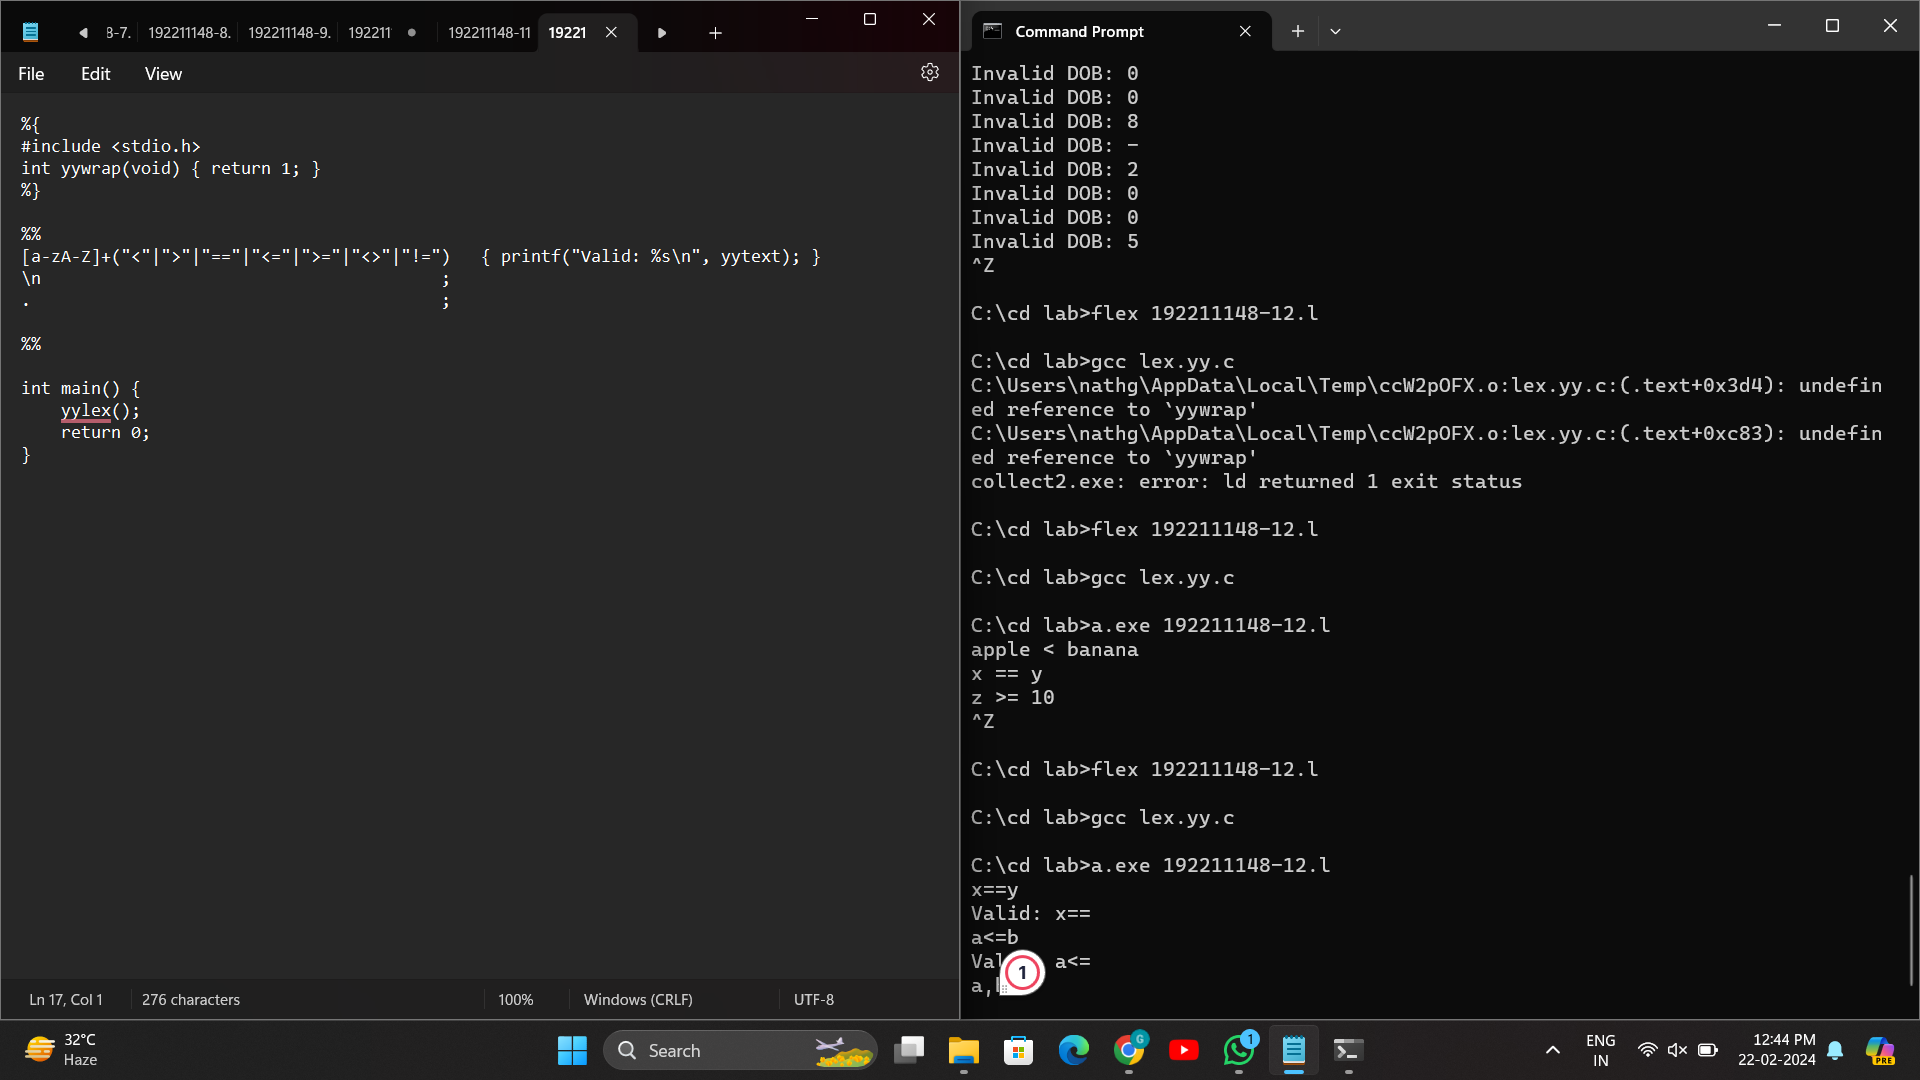 8-7. 192211148-8. 192211148-9. 192211 192211148-11 19221
File Edit View
%{
#include <stdio.h>
int yywrap(void) { return 1; }
%}
%%
[a-zA-Z]+("<"|">"|"=="|"<="|">="|"<>"|"!=") { printf("Valid: %s\n", yytext); }
\n ;
. ;
%%
int main() {
yylex();
return 0;
}
Ln 17, Col 1 276 characters 100% Windows (CRLF) UTF-8
Command Prompt
Invalid DOB: 0
Invalid DOB: 0
Invalid DOB: 8
Invalid DOB: -
Invalid DOB: 2
Invalid DOB: 0
Invalid DOB: 0
Invalid DOB: 5
^Z
C:\cd lab>flex 192211148-12.l
C:\cd lab>gcc lex.yy.c
C:\Users\nathg\AppData\Local\Temp\ccW2pOFX.o:lex.yy.c:(.text+0x3d4): undefin
ed reference to `yywrap'
C:\Users\nathg\AppData\Local\Temp\ccW2pOFX.o:lex.yy.c:(.text+0xc83): undefin
ed reference to `yywrap'
collect2.exe: error: ld returned 1 exit status
C:\cd lab>flex 192211148-12.l
C:\cd lab>gcc lex.yy.c
C:\cd lab>a.exe 192211148-12.l
apple < banana
x == y
z >= 10
^Z
C:\cd lab>flex 192211148-12.l
C:\cd lab>gcc lex.yy.c
C:\cd lab>a.exe 192211148-12.l
x==y
Valid: x==
a<=b
a<=
a,
1
32°C
Haze
Search
G
1
ENG
IN
12:44 PM
22-02-2024
PRE